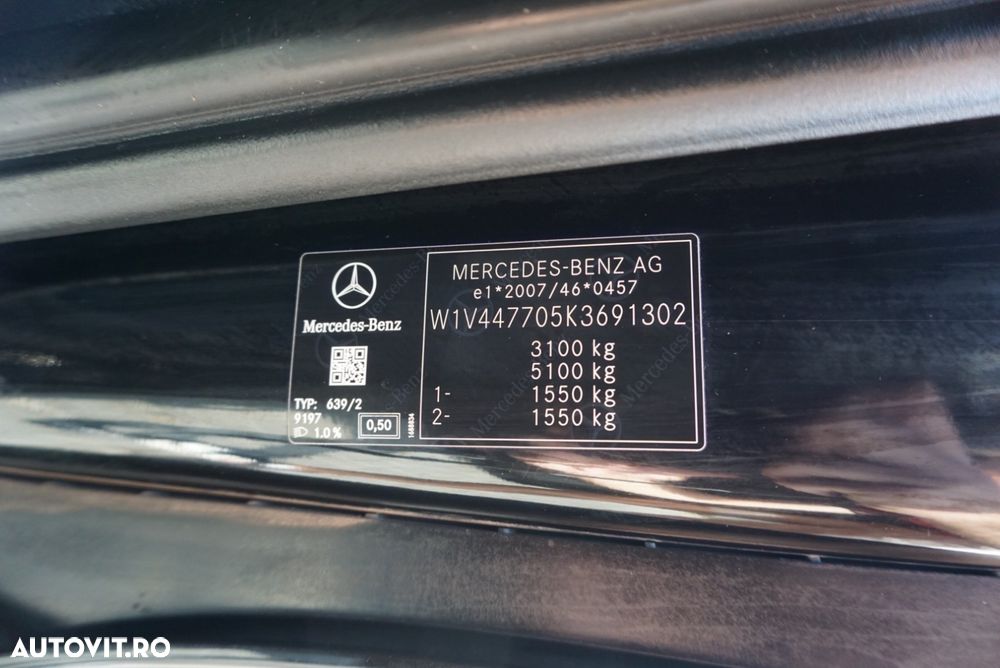 Mercedes-Benz
TYP: 639/2
9197
1.0%
0,50
1468834
MERCEDES-BENZ AG
e1*2007/46*0457
W1V447705K3691302
3100 kg
5100 kg
1- 1550 kg
2- 1550 kg
AUTOVIT.RO